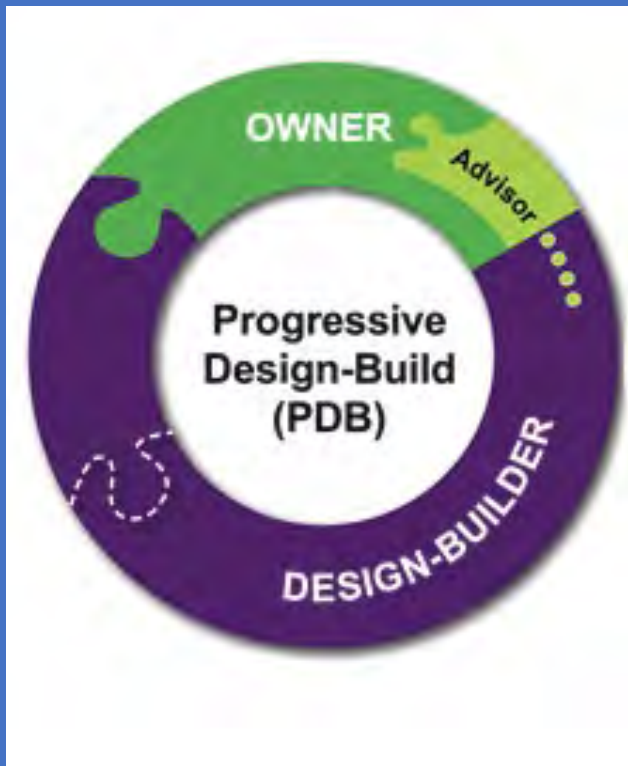 OWNER
Advisor
Progressive
Design-Build
(PDB)
DESIGN-BUILDER